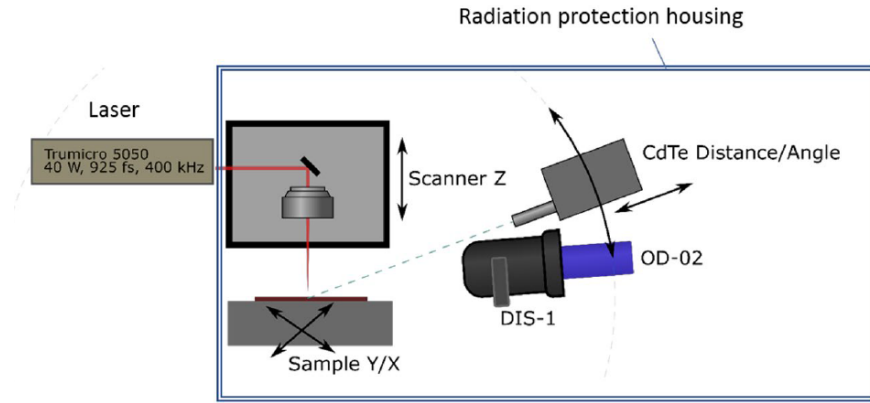 Radiation protection housing
Laser
Trumicro 5050
40 W, 925 fs, 400 kHz
Scanner Z
CdTe Distance/Angle
OD-02
DIS-1
Sample Y/X